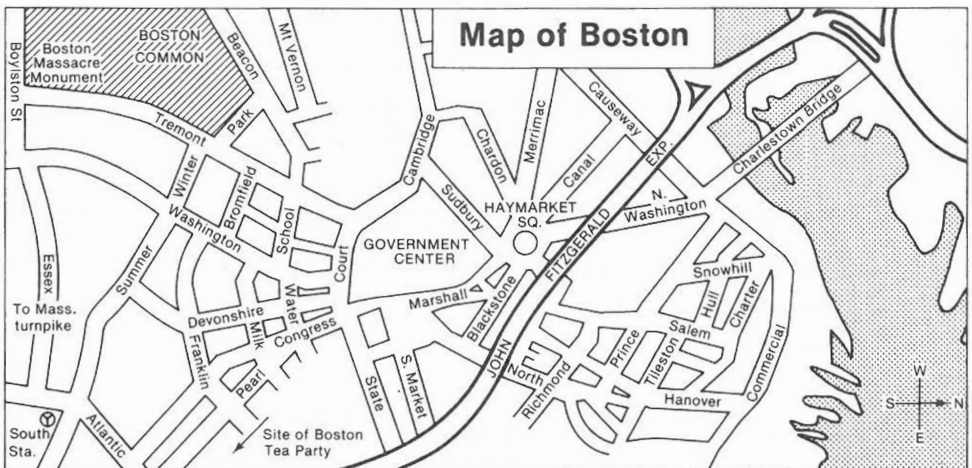 Map of Boston
Boylston St
Boston
Massacre
Monument
BOSTON
COMMON
Beacon
Mt Vernon
Park
Tremont
Winter
Bromfield
School
Washington
Summer
Essex
To Mass.
turnpike
Devonshire
Franklin
Milk
Water
Pearl
Congress
Court
Cambridge
Chardon
Sudbury
Merrimac
Canal
Causeway
HAYMARKET
SQ.
GOVERNMENT
CENTER
Marshall
Blackstone
JOHN FITZGERALD EXP.
N.
Washington
Charlestown Bridge
Snowhill
Hull
Charter
Salem
Tileston
Prince
Commercial
Hanover
North
Richmond
State
S. Market
Atlantic
South
Sta.
Site of Boston
Tea Party
W
S
N
E